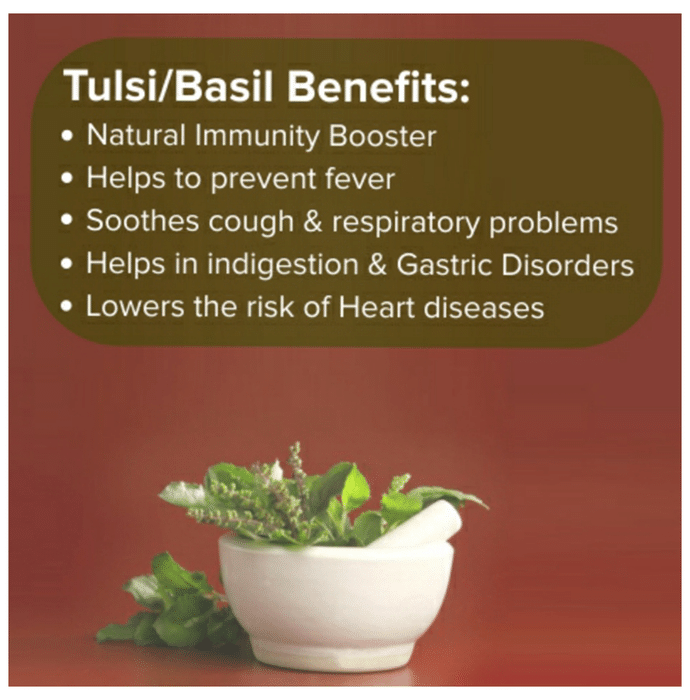 Tulsi/Basil Benefits:
• Natural Immunity Booster
• Helps to prevent fever
• Soothes cough & respiratory problems
• Helps in indigestion & Gastric Disorders
• Lowers the risk of Heart diseases